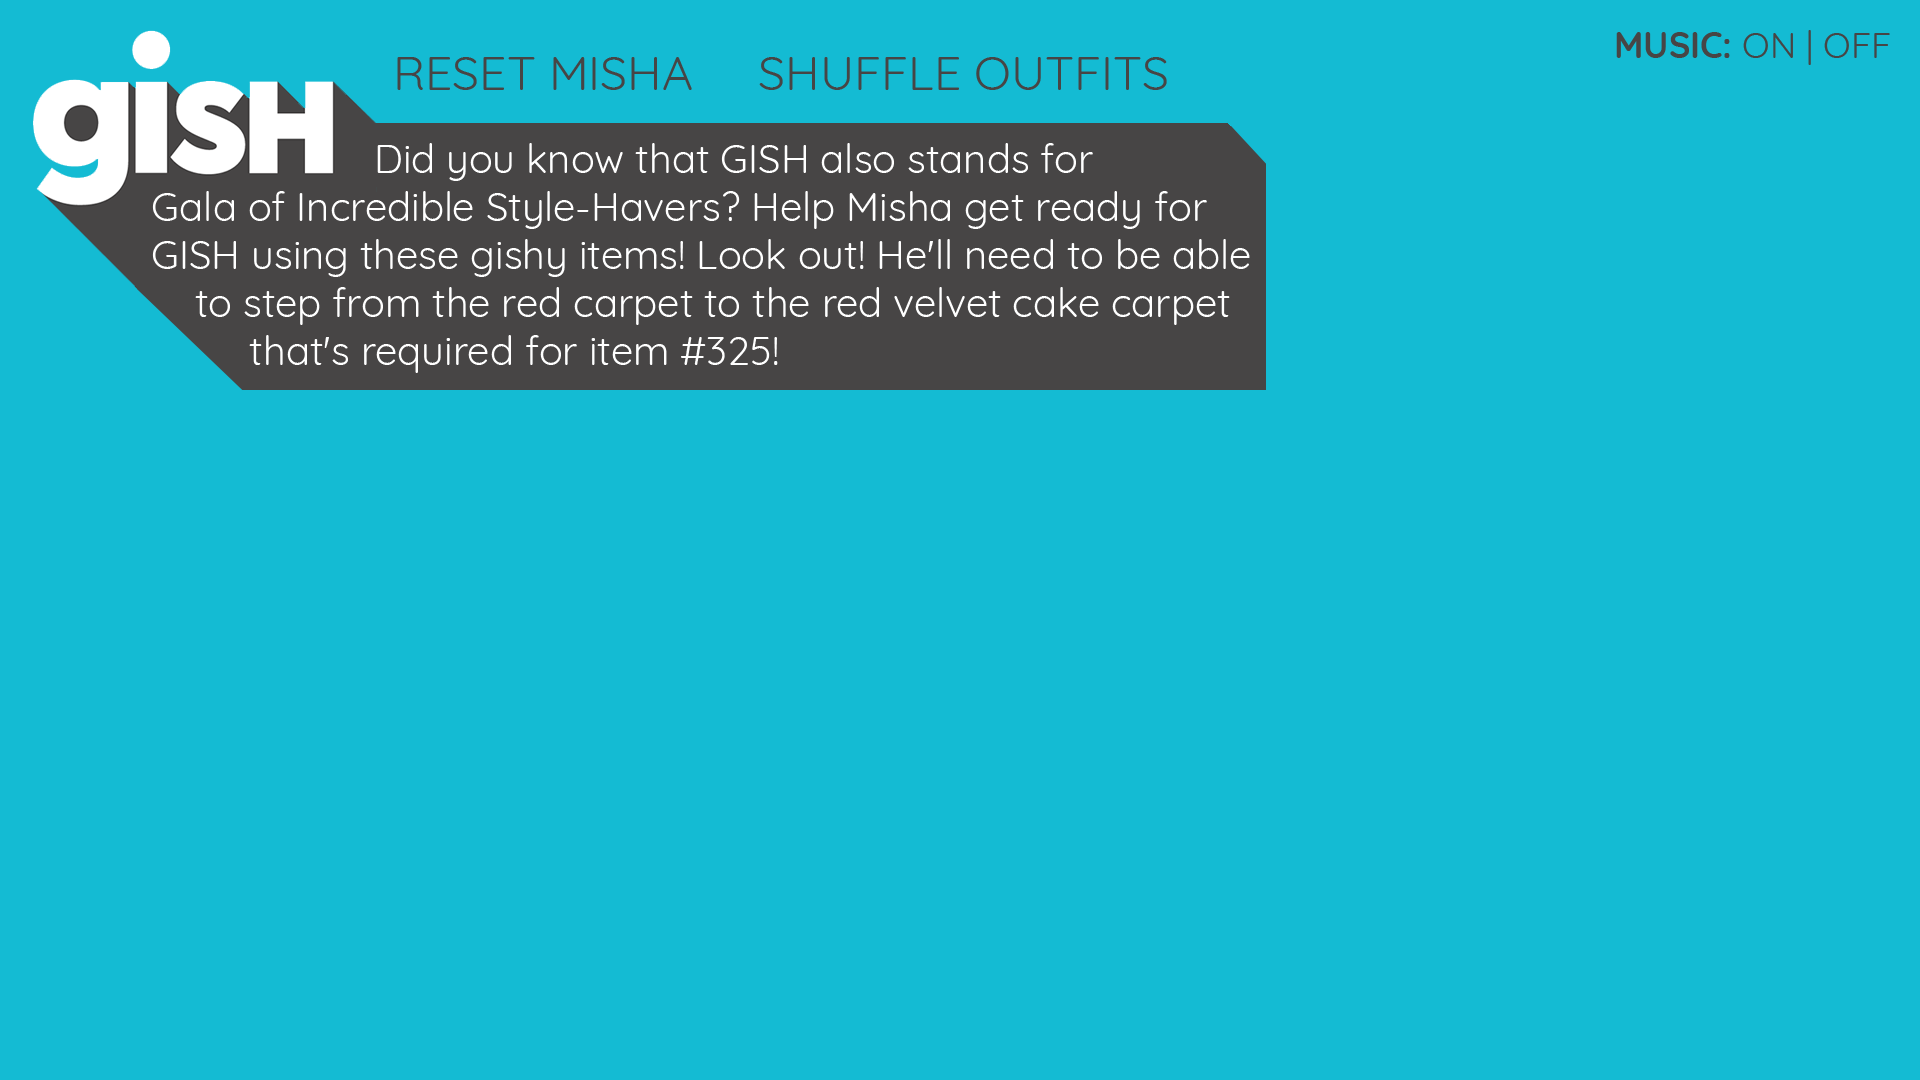 gisH
RESET MISHA SHUFFLE OUTFITS
MUSIC: ON | OFF
Did you know that GISH also stands for
Gala of Incredible Style-Havers? Help Misha get ready for
GISH using these gishy items! Look out! He'll need to be able
to step from the red carpet to the red velvet cake carpet
that's required for item #325!